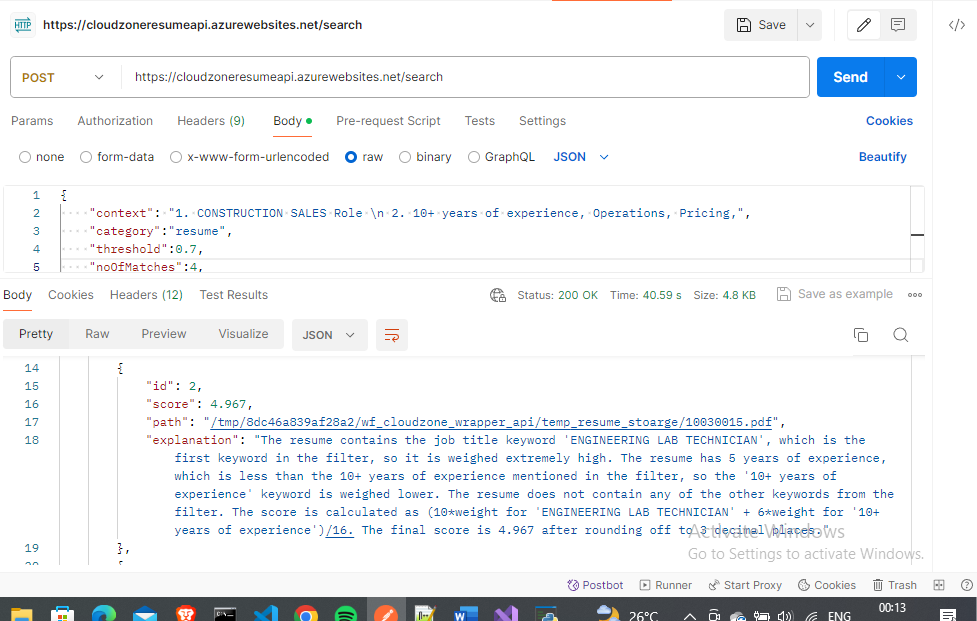 HTTP https://cloudzoneresumeapi.azurewebsites.net/search Save
POST https://cloudzoneresumeapi.azurewebsites.net/search Send
Params Authorization Headers (9) Body Pre-request Script Tests Settings Cookies
none form-data x-www-form-urlencoded raw binary GraphQL JSON Beautify
1 {
2 "context": "1. CONSTRUCTION SALES Role \n 2. 10+ years of experience, Operations, Pricing,",
3 "category":"resume",
4 "threshold":0.7,
5 "noOfMatches":4,
Body Cookies Headers (12) Test Results Status: 200 OK Time: 40.59 s Size: 4.8 KB Save as example
Pretty Raw Preview Visualize JSON
14 {
15 "id": 2,
16 "score": 4.967,
17 "path": "/tmp/8dc46a839af28a2/wf_cloudzone_wrapper_api/temp_resume_stoarge/10030015.pdf",
18 "explanation": "The resume contains the job title keyword 'ENGINEERING LAB TECHNICIAN', which is the
first keyword in the filter, so it is weighed extremely high. The resume has 5 years of experience,
which is less than the 10+ years of experience mentioned in the filter, so the '10+ years of
experience' keyword is weighed lower. The resume does not contain any of the other keywords from the
filter. The score is calculated as (10*weight for 'ENGINEERING LAB TECHNICIAN' + 6*weight for '10+
years of experience')/16. The final score is 4.967 after rounding off to 3 decimal places."
Activate Windows
19 },
Go to Settings to activate Windows.
Postbot Runner Start Proxy Cookies Trash
26°C ENG 00:13